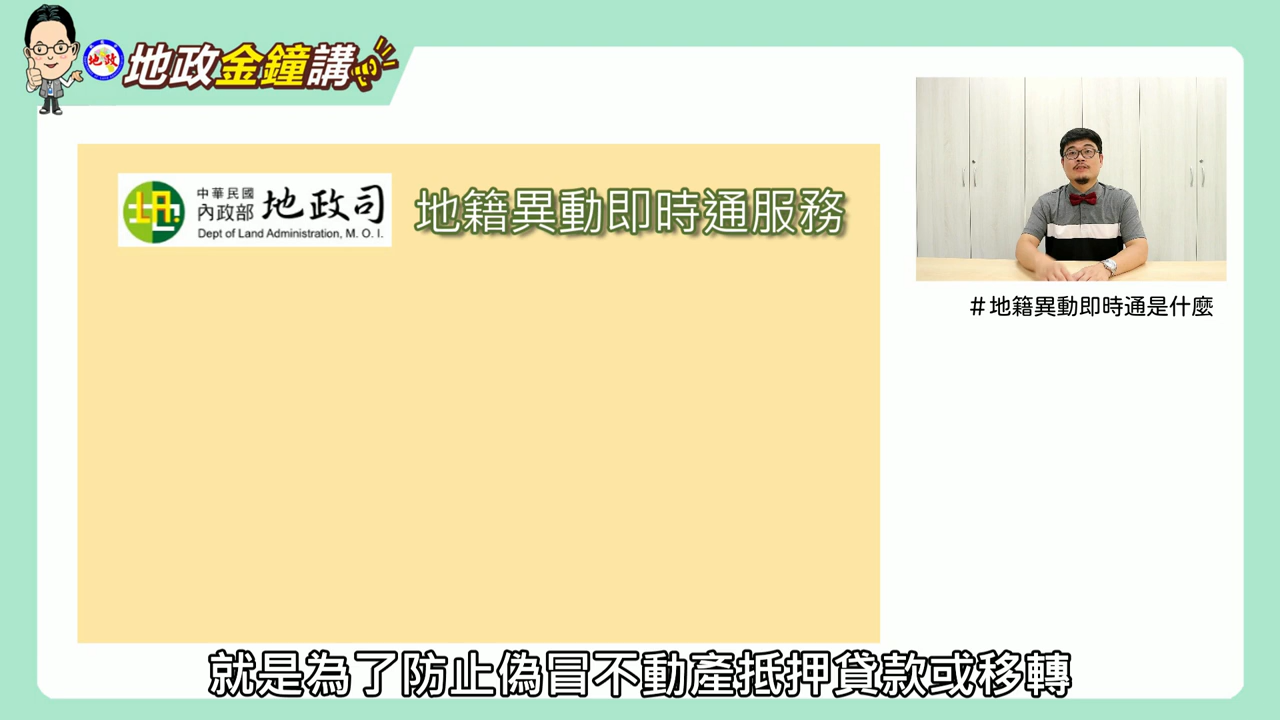 地政
地政金鐘講
中華民國
內政部
地政司
Dept of Land Administration, M. O. I.
地籍異動即時通服務
#地籍異動即時通是什麼
就是為了防止偽冒不動產抵押貸款或移轉